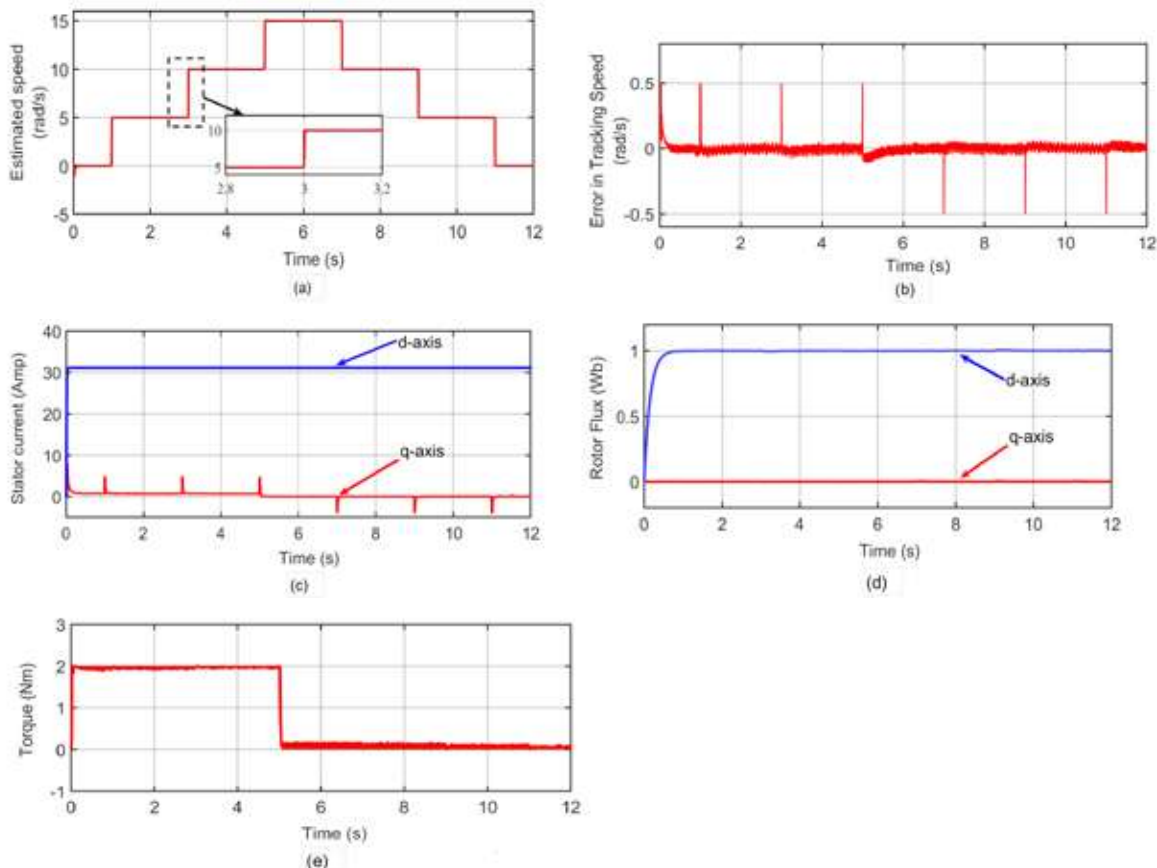 15
10
5
0
-5
Estimated speed
(rad/s)
10
5
2.8
3
3.2
0
2
4
6
8
10
12
Time (s)
(a)
0.5
0
-0.5
Error in Tracking Speed
(rad/s)
0
2
4
6
8
10
12
Time (s)
(b)
40
30
20
10
0
Stator current (Amp)
d-axis
q-axis
0
2
4
6
8
10
12
Time (s)
(c)
1
0.5
0
Rotor Flux (Wb)
d-axis
q-axis
0
2
4
6
8
10
12
Time (s)
(d)
3
2
1
0
-1
Torque (Nm)
0
2
4
6
8
10
12
Time (s)
(e)